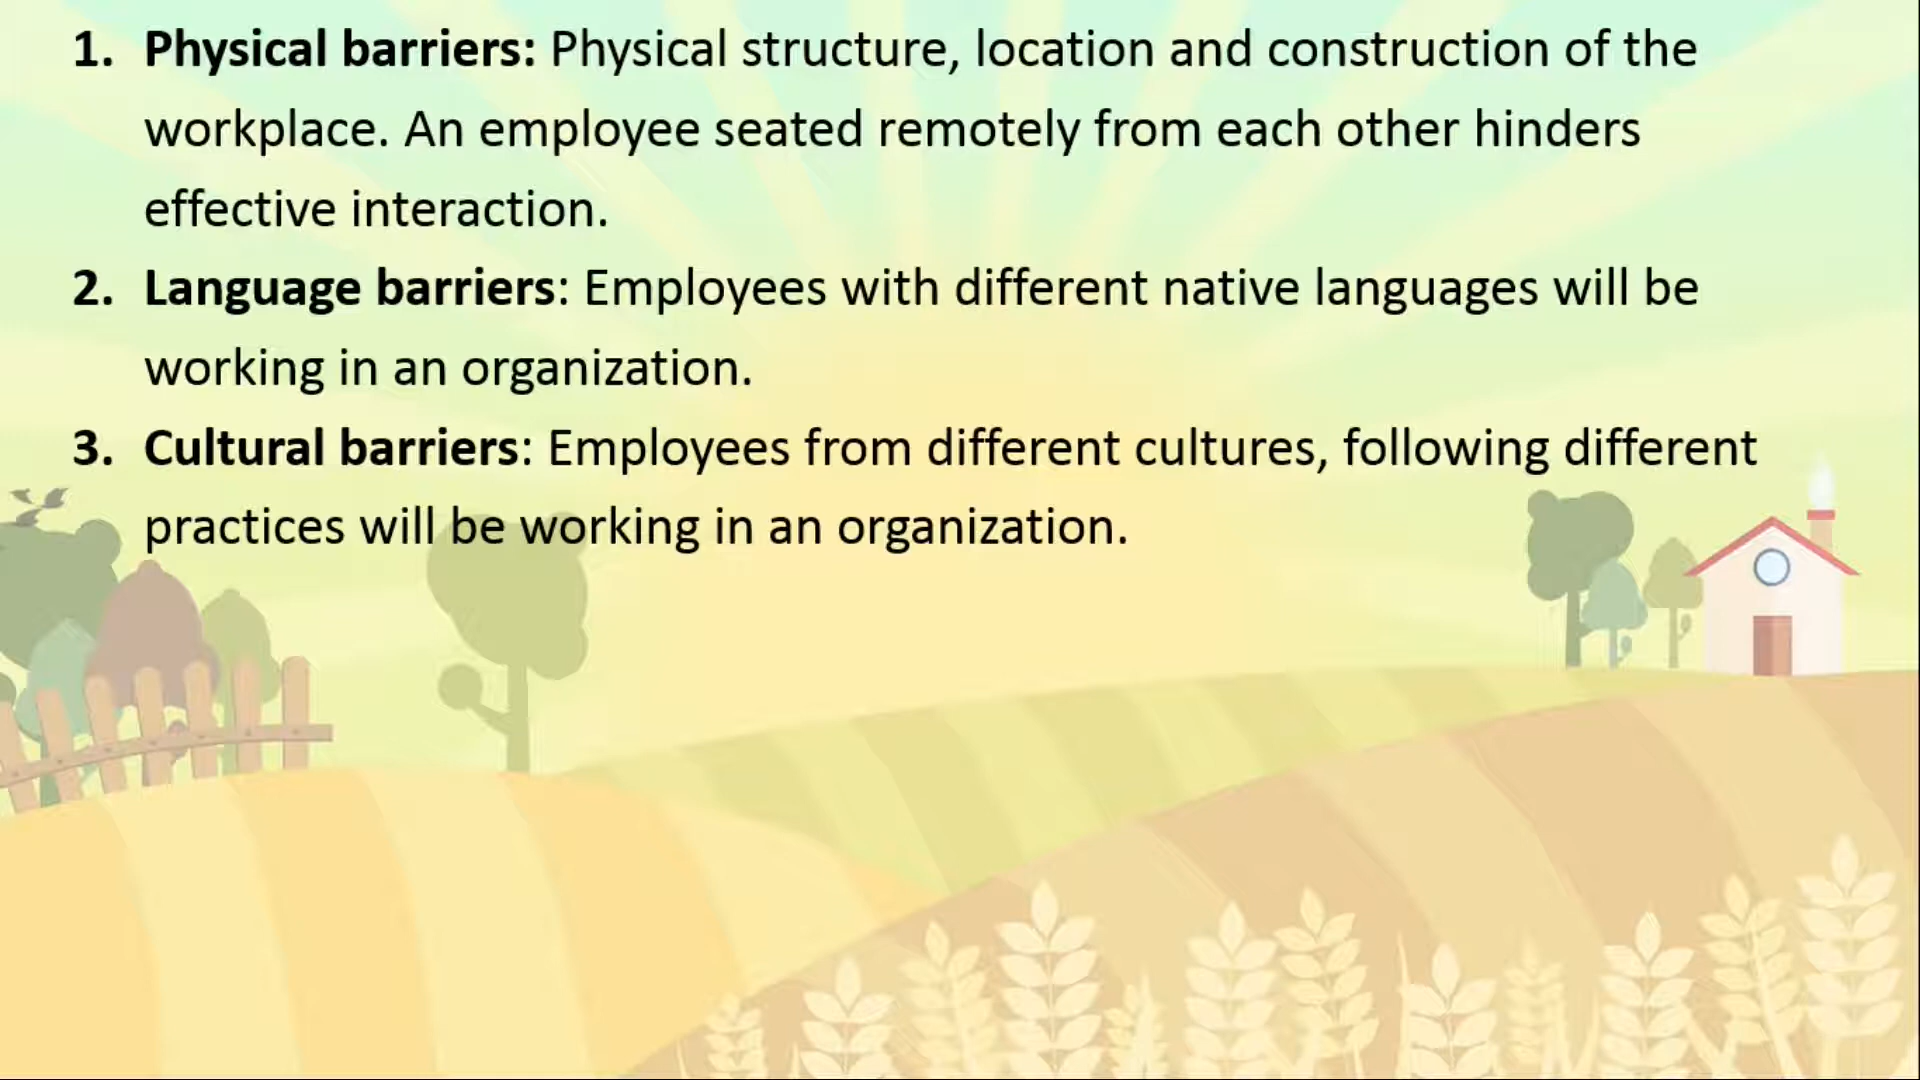 1. Physical barriers: Physical structure, location and construction of the
workplace. An employee seated remotely from each other hinders
effective interaction.
2. Language barriers: Employees with different native languages will be
working in an organization.
3. Cultural barriers: Employees from different cultures, following different
practices will be working in an organization.